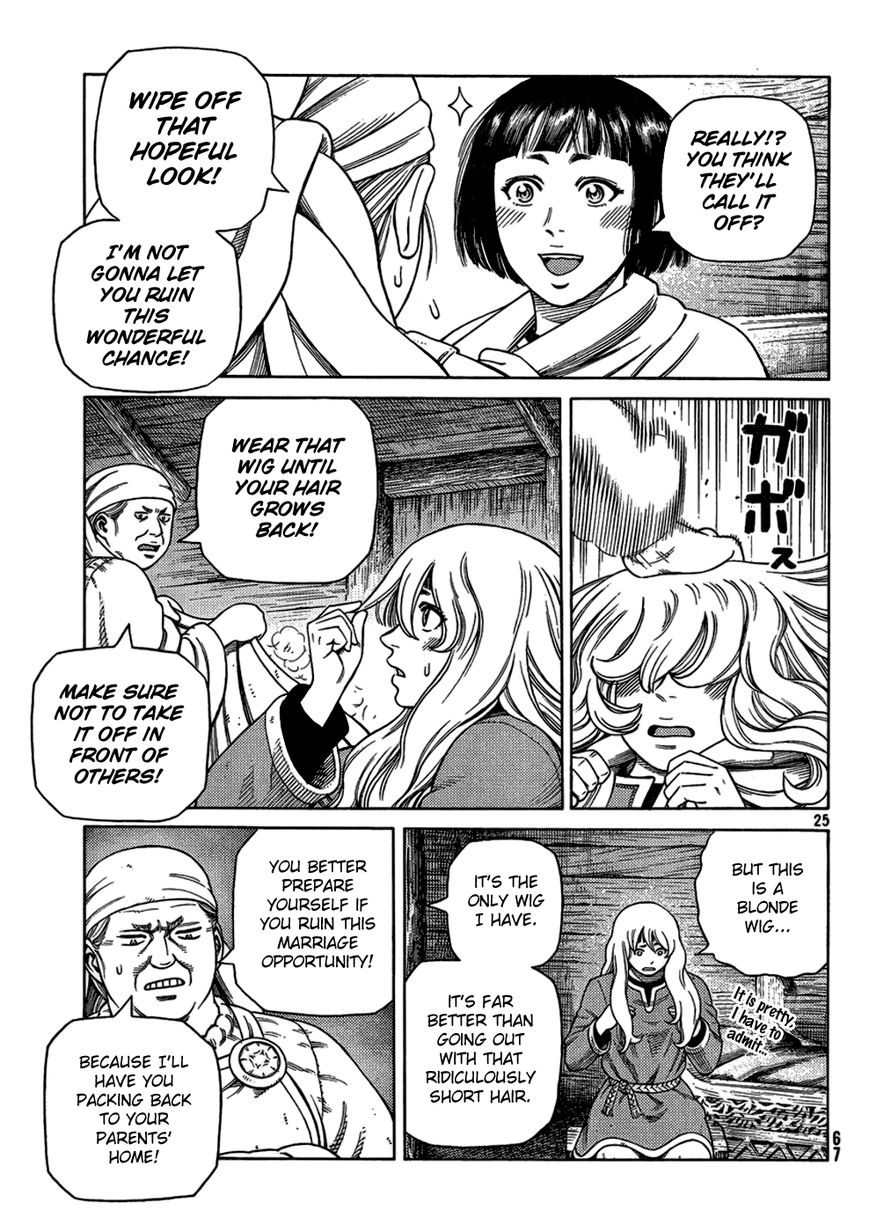 REALLY!?
YOU THINK
THEY'LL
CALL IT
OFF?
WIPE OFF
THAT
HOPEFUL
LOOK!
I'M NOT
GONNA LET
YOU RUIN
THIS
WONDERFUL
CHANCE!
ガボス
WEAR THAT
WIG UNTIL
YOUR HAIR
GROWS
BACK!
MAKE SURE
NOT TO TAKE
IT OFF IN
FRONT OF
OTHERS!
25
BUT THIS
IS A
BLONDE
WIG...
It is pretty,
I have to
admit...
IT'S THE
ONLY WIG
I HAVE.
IT'S FAR
BETTER THAN
GOING OUT
WITH THAT
RIDICULOUSLY
SHORT HAIR.
YOU BETTER
PREPARE
YOURSELF IF
YOU RUIN THIS
MARRIAGE
OPPORTUNITY!
BECAUSE I'LL
HAVE YOU
PACKING BACK
TO YOUR
PARENTS'
HOME!
67